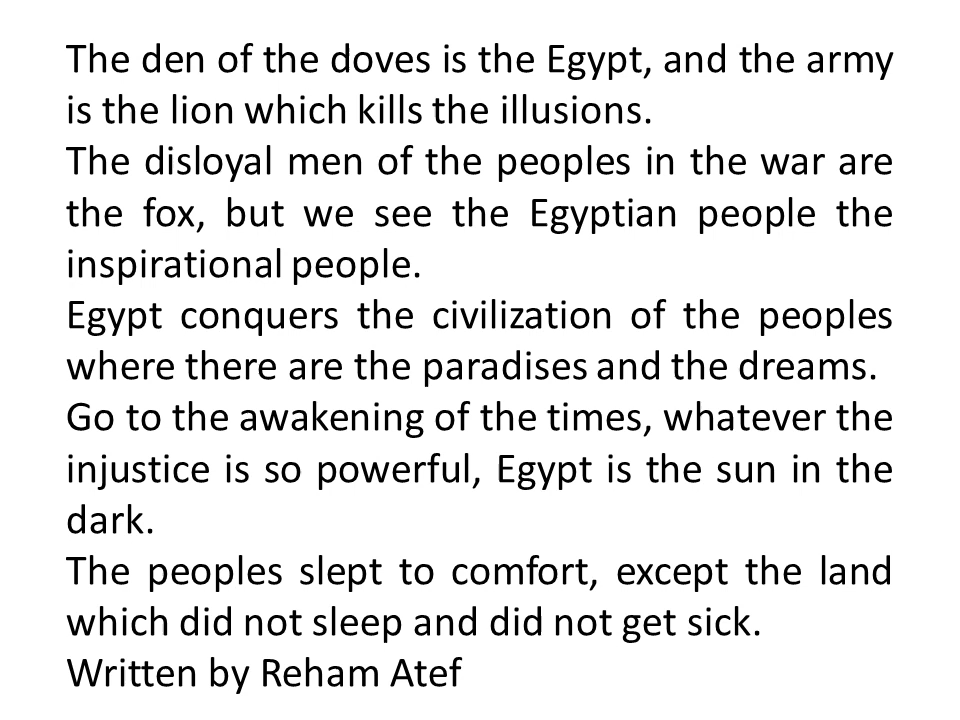 The den of the doves is the Egypt, and the army
is the lion which kills the illusions.
The disloyal men of the peoples in the war are
the fox, but we see the Egyptian people the
inspirational people.
Egypt conquers the civilization of the peoples
where there are the paradises and the dreams.
Go to the awakening of the times, whatever the
injustice is so powerful, Egypt is the sun in the
dark.
The peoples slept to comfort, except the land
which did not sleep and did not get sick.
Written by Reham Atef